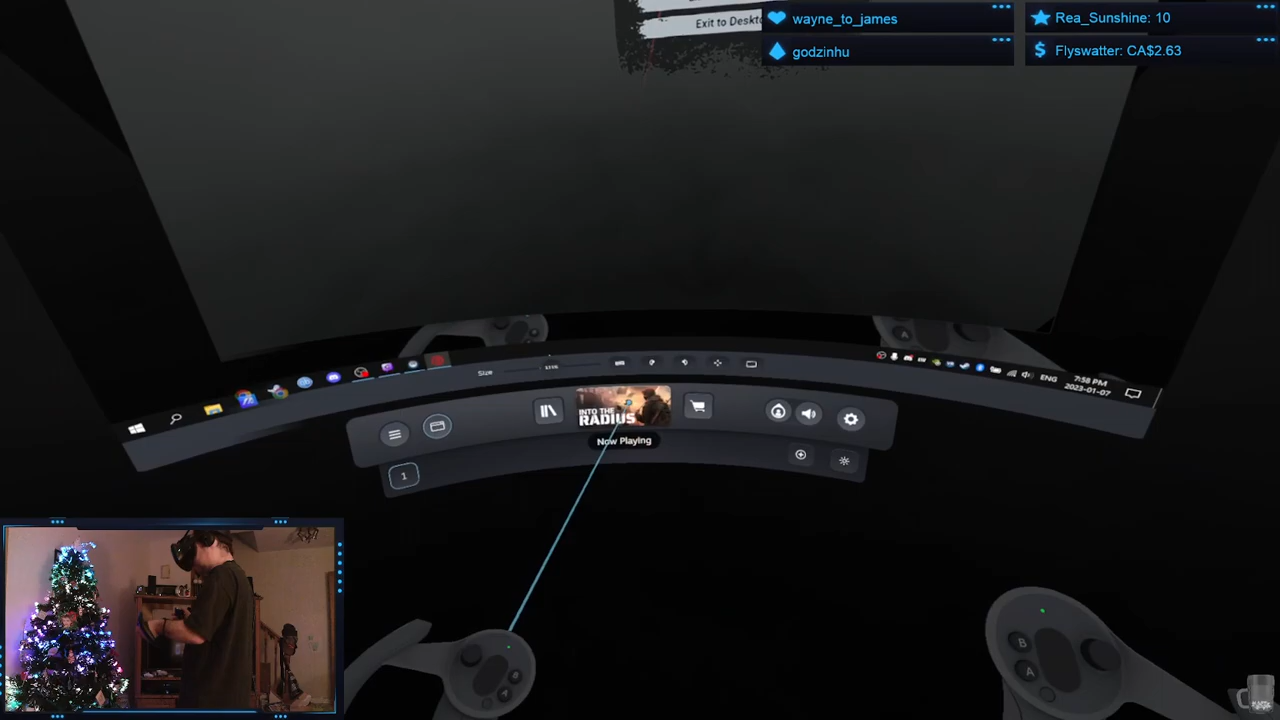 Exit to Deskto
wayne_to_james
Rea_Sunshine: 10
godzinhu
Flyswatter: CA$2.63
Size
ENG
7:58 PM
2023-01-07
INTO THE
RADIUS
Now Playing
1
B
A
A